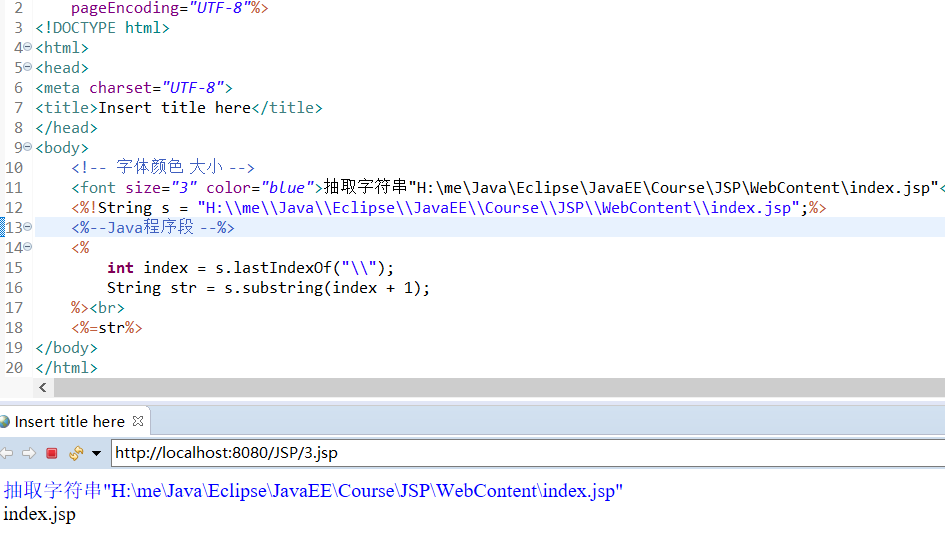 2 pageEncoding="UTF-8"%>
3 <!DOCTYPE html>
4 <html>
5 <head>
6 <meta charset="UTF-8">
7 <title>Insert title here</title>
8 </head>
9 <body>
10 <!-- 字体颜色 大小 -->
11 <font size="3" color="blue">抽取字符串"H:\me\Java\Eclipse\JavaEE\Course\JSP\WebContent\index.jsp"<
12 <%!String s = "H:\\me\\Java\\Eclipse\\JavaEE\\Course\\JSP\\WebContent\\index.jsp";%>
13 <%--Java程序段 --%>
14 <%
15 int index = s.lastIndexOf("\\");
16 String str = s.substring(index + 1);
17 %><br>
18 <%=str%>
19 </body>
20 </html>
Insert title here
http://localhost:8080/JSP/3.jsp
抽取字符串"H:\me\Java\Eclipse\JavaEE\Course\JSP\WebContent\index.jsp"
index.jsp